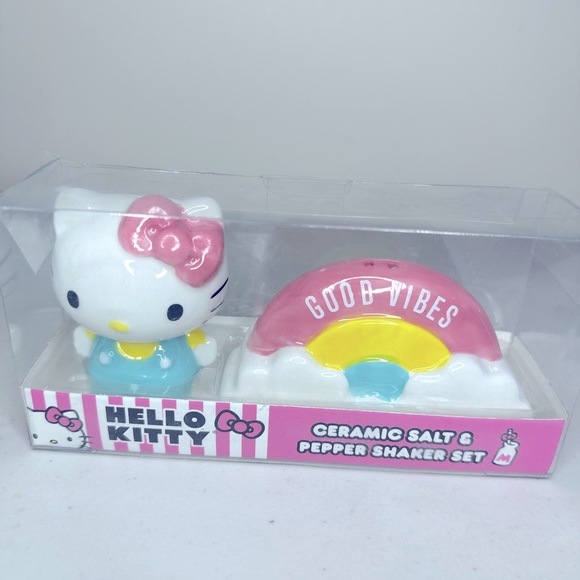 GOOD VIBES
HELLO
KITTY
CERAMIC SALT &
PEPPER SHAKER SET